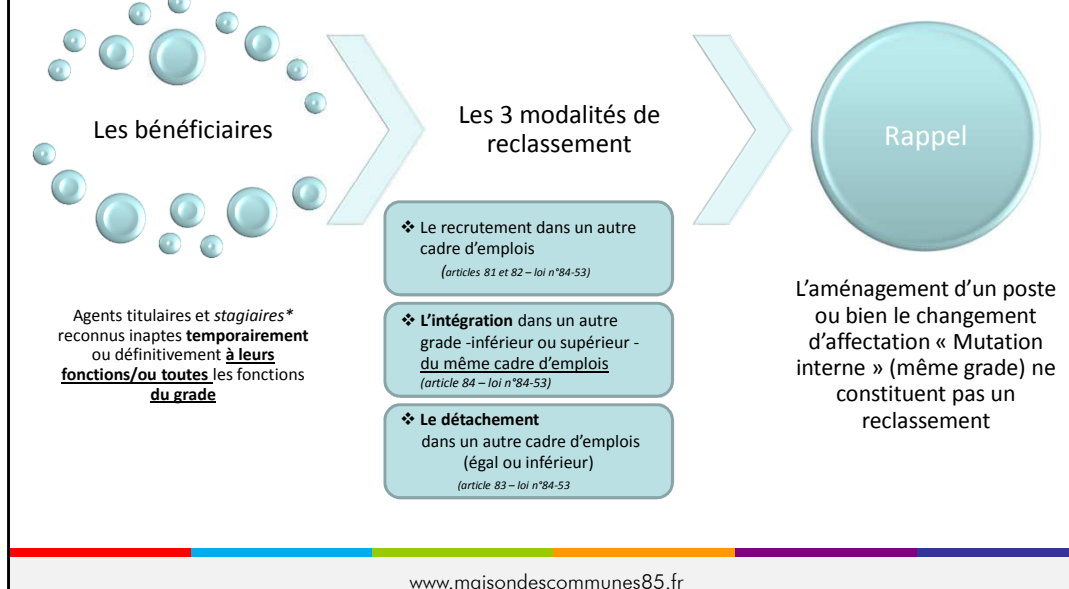 Les bénéficiaires
Agents titulaires et stagiaires*
reconnus inaptes temporairement
ou définitivement à leurs
fonctions/ou toutes les fonctions
du grade
Les 3 modalités de
reclassement
❖ Le recrutement dans un autre
cadre d'emplois
(articles 81 et 82 – loi n°84-53)
❖ L'intégration dans un autre
grade -inférieur ou supérieur -
du même cadre d'emplois
(article 84 – loi n°84-53)
❖ Le détachement
dans un autre cadre d'emplois
(égal ou inférieur)
(article 83 – loi n°84-53
Rappel
L'aménagement d'un poste
ou bien le changement
d'affectation « Mutation
interne » (même grade) ne
constituent pas un
reclassement
www.maisondescommunes85.fr